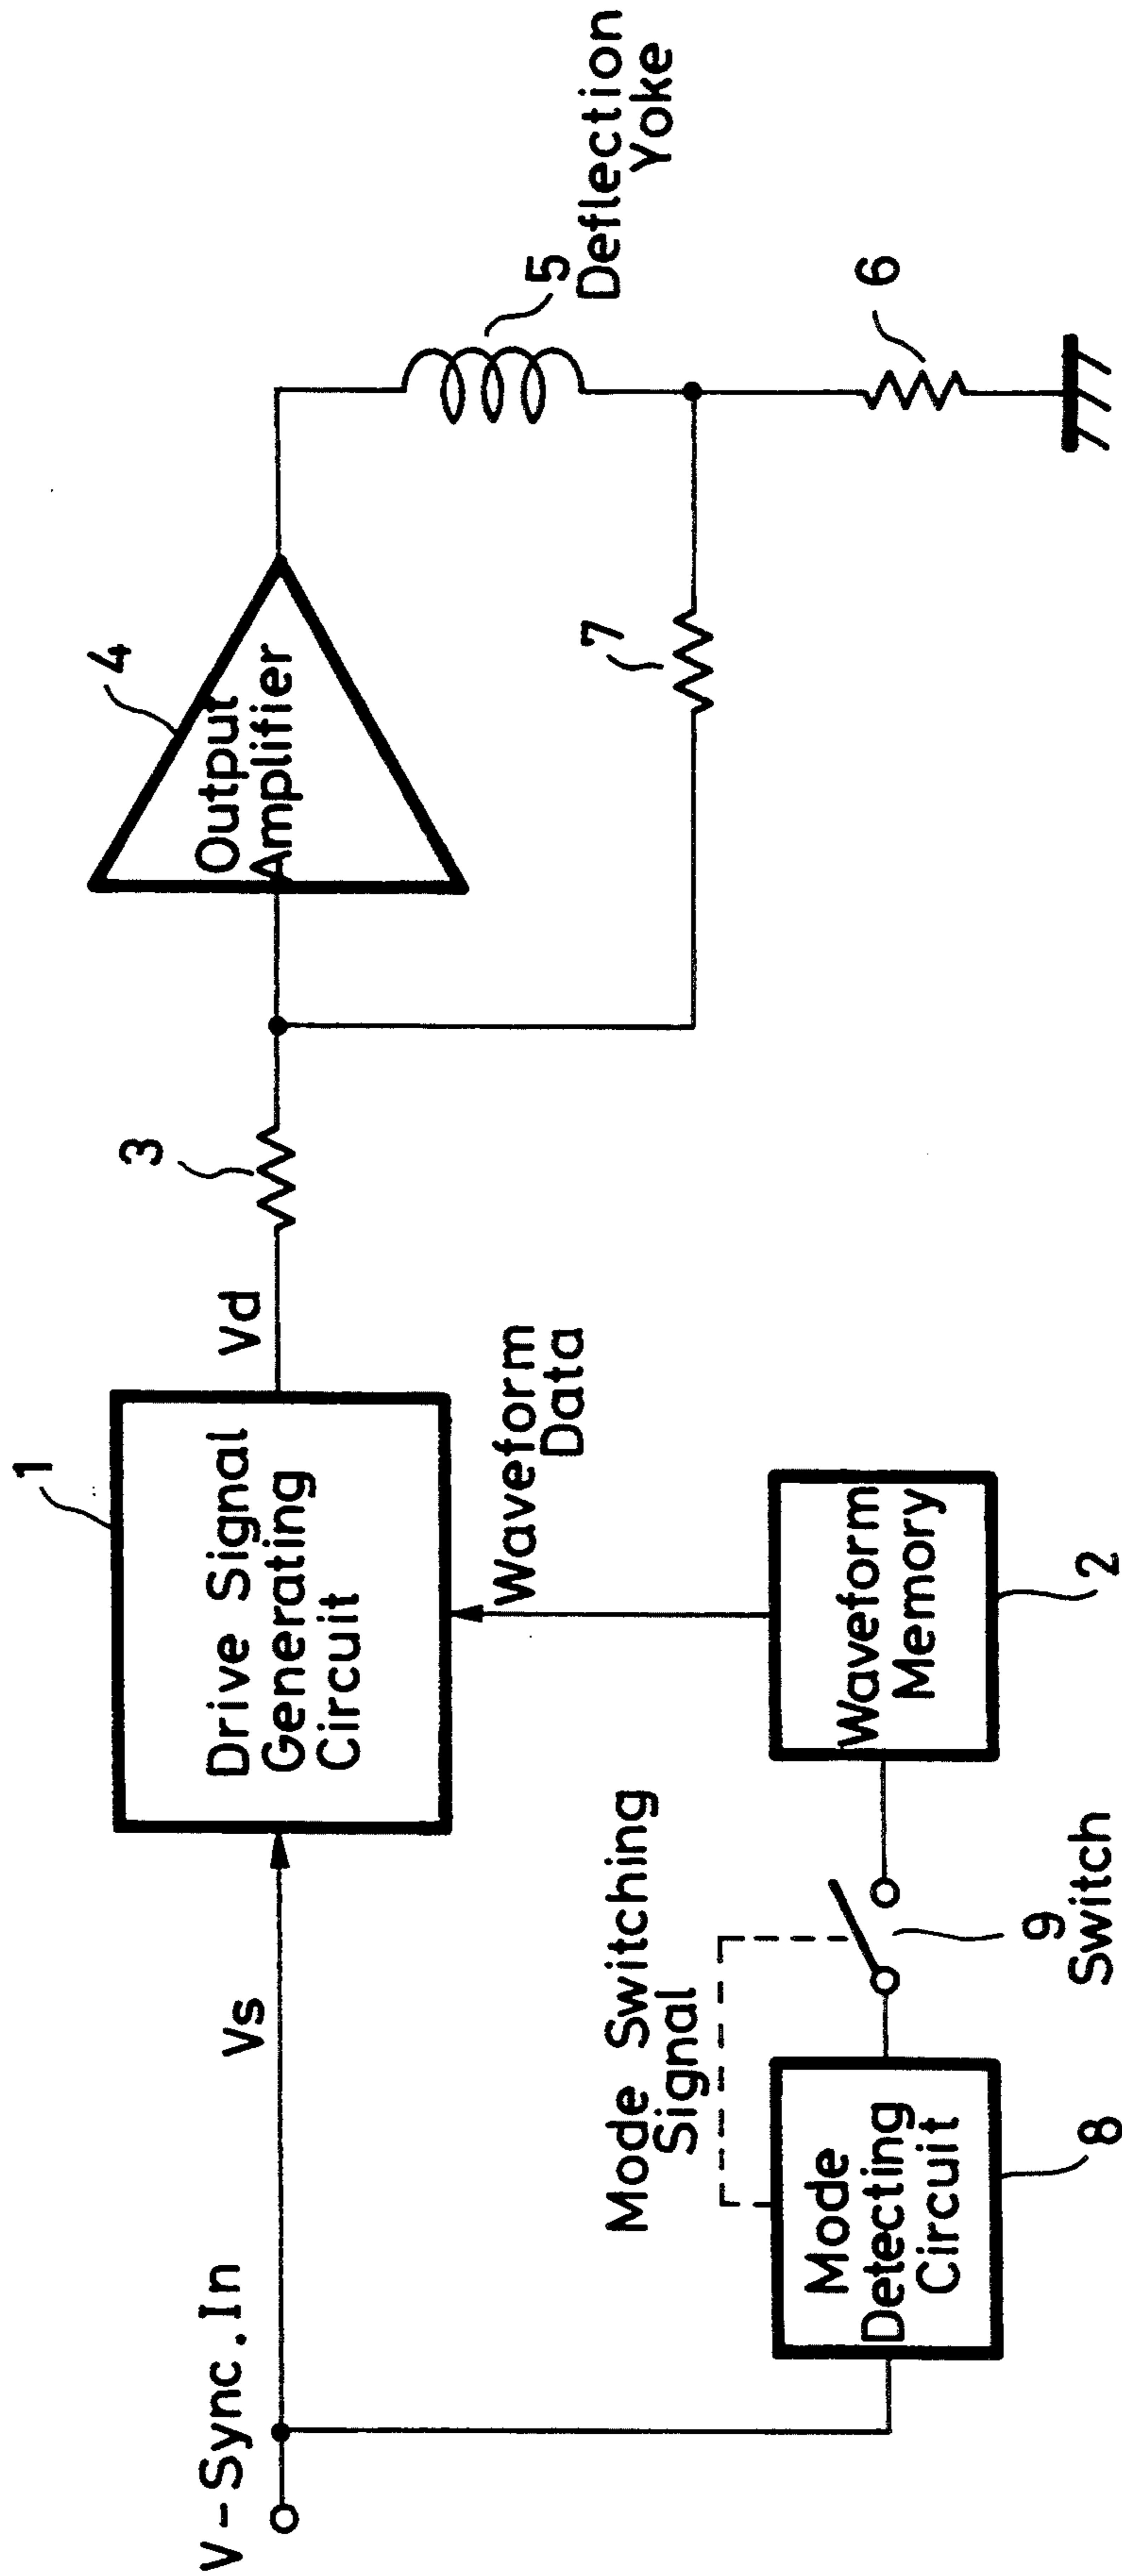 V-Sync.In
Vs
1
Drive Signal
Generating
Circuit
Vd
3
4
Output
Amplifier
5
Deflection
Yoke
6
7
Waveform
Data
Mode Switching
Signal
Mode
Detecting
Circuit
8
9
Switch
Waveform
Memory
2